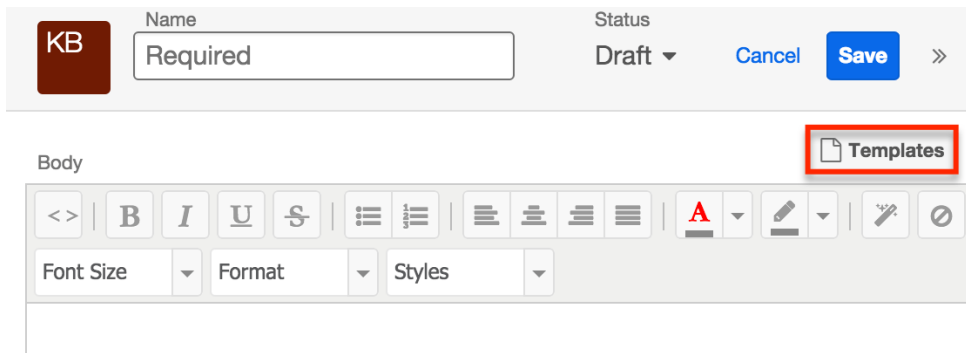 KB
Name
Required
Status
Draft
Cancel
Save
Templates
Body
<> B I U S A
Font Size Format Styles